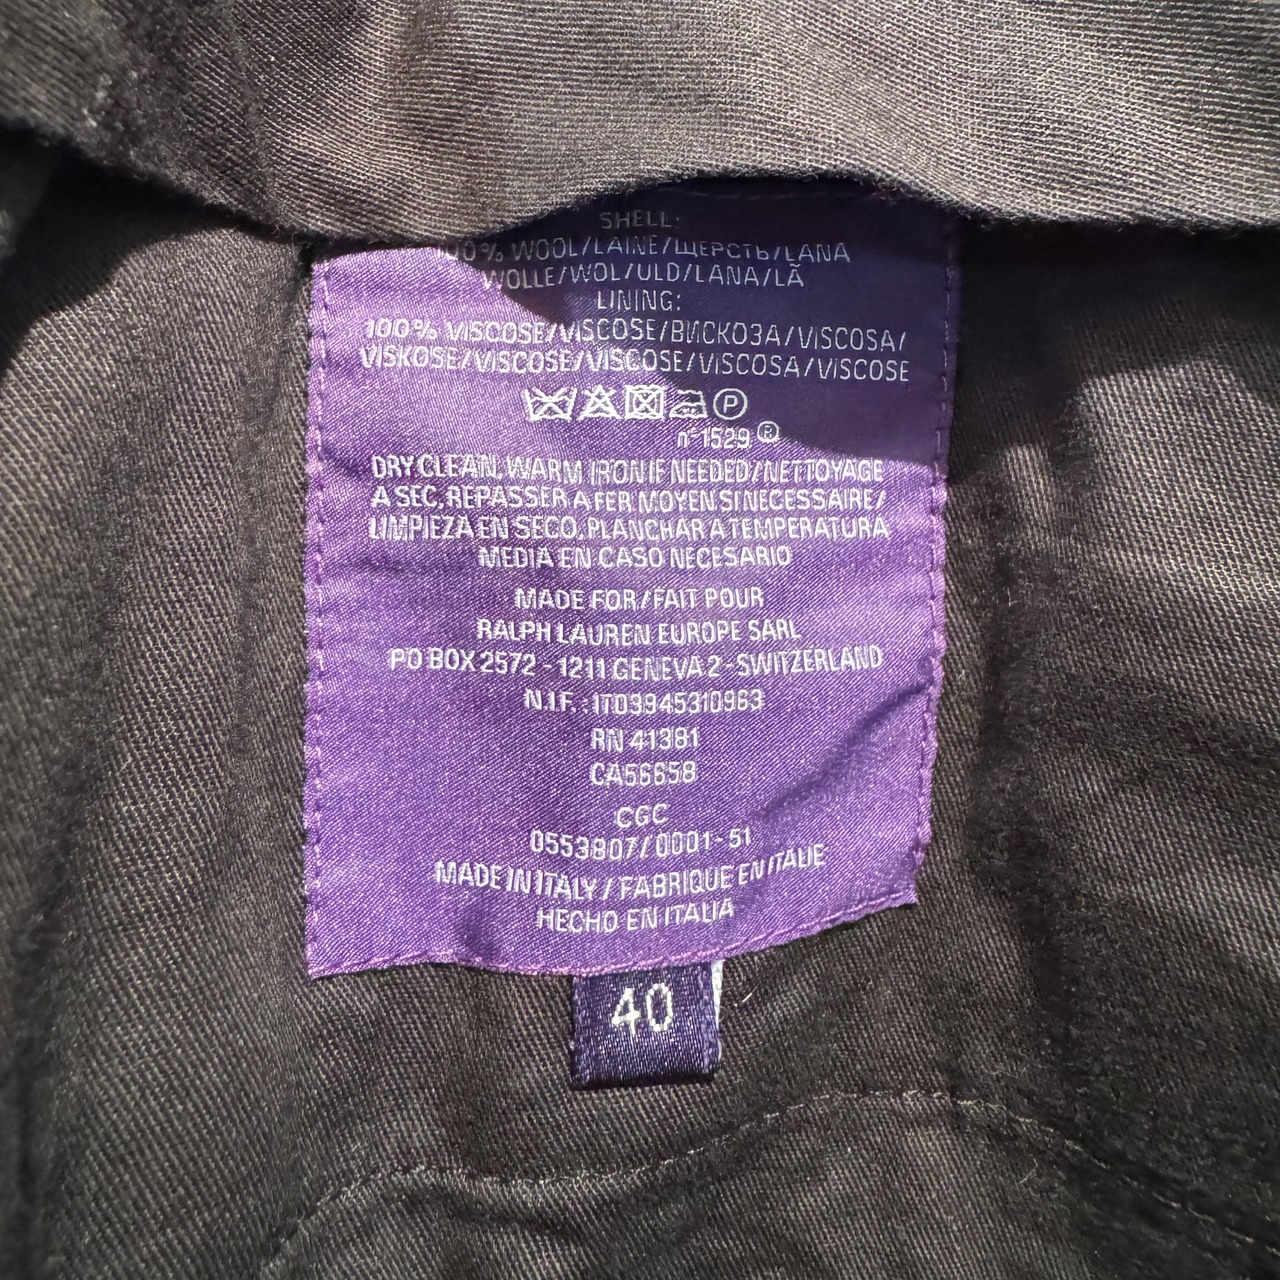 SHELL:
100% WOOL/LAINE/ШЕРСТЬ/LANA
WOLLE/WOL/ULD/LANA/LÃ
LINING:
100% VISCOSE/VISCOSE/ВИСКОЗА/VISCOSA/
VISKOSE/VISCOSE/VISCOSE/VISCOSA/VISCOSE
P
n°1529 ®
DRY CLEAN. WARM IRON IF NEEDED/NETTOYAGE
A SEC, REPASSER A FER MOYEN SI NECESSAIRE/
LIMPIEZA EN SECO. PLANCHAR A TEMPERATURA
MEDIA EN CASO NECESARIO
MADE FOR/FAIT POUR
RALPH LAUREN EUROPE SARL
PO BOX 2572 - 1211 GENEVA 2 - SWITZERLAND
N.I.F.: IT03945310963
RN 41381
CA56658
CGC
0553807/0001-51
MADE IN ITALY / FABRIQUE EN ITALIE
HECHO EN ITALIA
40